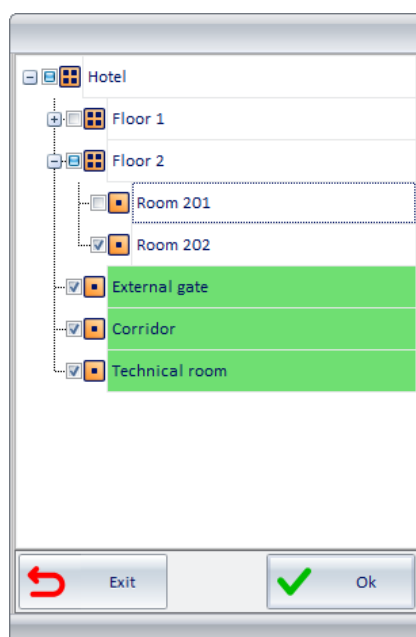 Hotel
Floor 1
Floor 2
Room 201
Room 202
External gate
Corridor
Technical room
Exit
Ok